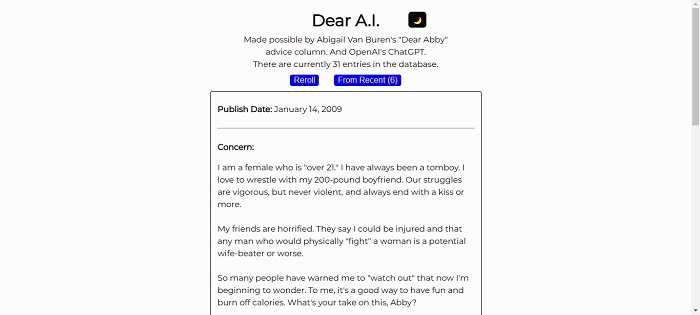 Dear A.I.
Made possible by Abigail Van Buren's "Dear Abby"
advice column. And OpenAI's ChatGPT.
There are currently 31 entries in the database.
Reroll From Recent (6)
Publish Date: January 14, 2009
Concern:
I am a female who is "over 21." I have always been a tomboy. I
love to wrestle with my 200-pound boyfriend. Our struggles
are vigorous, but never violent, and always end with a kiss or
more.
My friends are horrified. They say I could be injured and that
any man who would physically "fight" a woman is a potential
wife-beater or worse.
So many people have warned me to "watch out" that now I'm
beginning to wonder. To me, it's a good way to have fun and
burn off calories. What's your take on this, Abby?